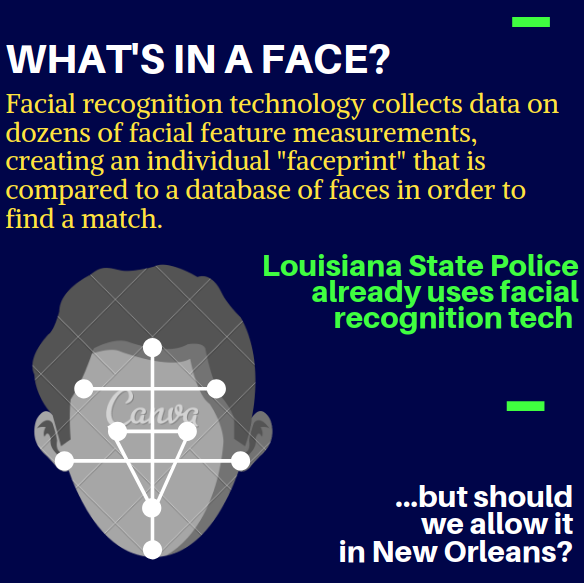 WHAT'S IN A FACE?
Facial recognition technology collects data on
dozens of facial feature measurements,
creating an individual "faceprint" that is
compared to a database of faces in order to
find a match.
Louisiana State Police
already uses facial
recognition tech
Canva
...but should
we allow it
in New Orleans?